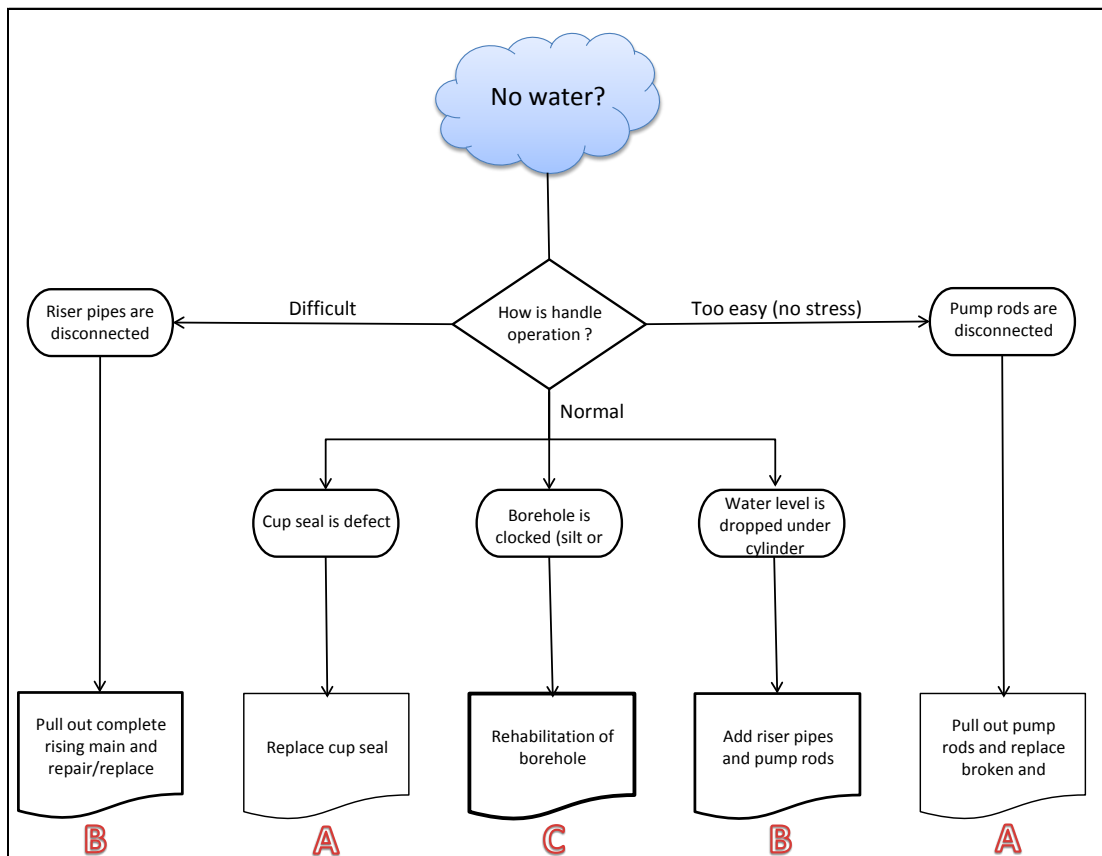 No water?
How is handle
operation ?
Difficult
Too easy (no stress)
Normal
Riser pipes are
disconnected
Pump rods are
disconnected
Cup seal is defect
Borehole is
clocked (silt or
Water level is
dropped under
cylinder
Pull out complete
rising main and
repair/replace
Replace cup seal
Rehabilitation of
borehole
Add riser pipes
and pump rods
Pull out pump
rods and replace
broken and
B
A
C
B
A